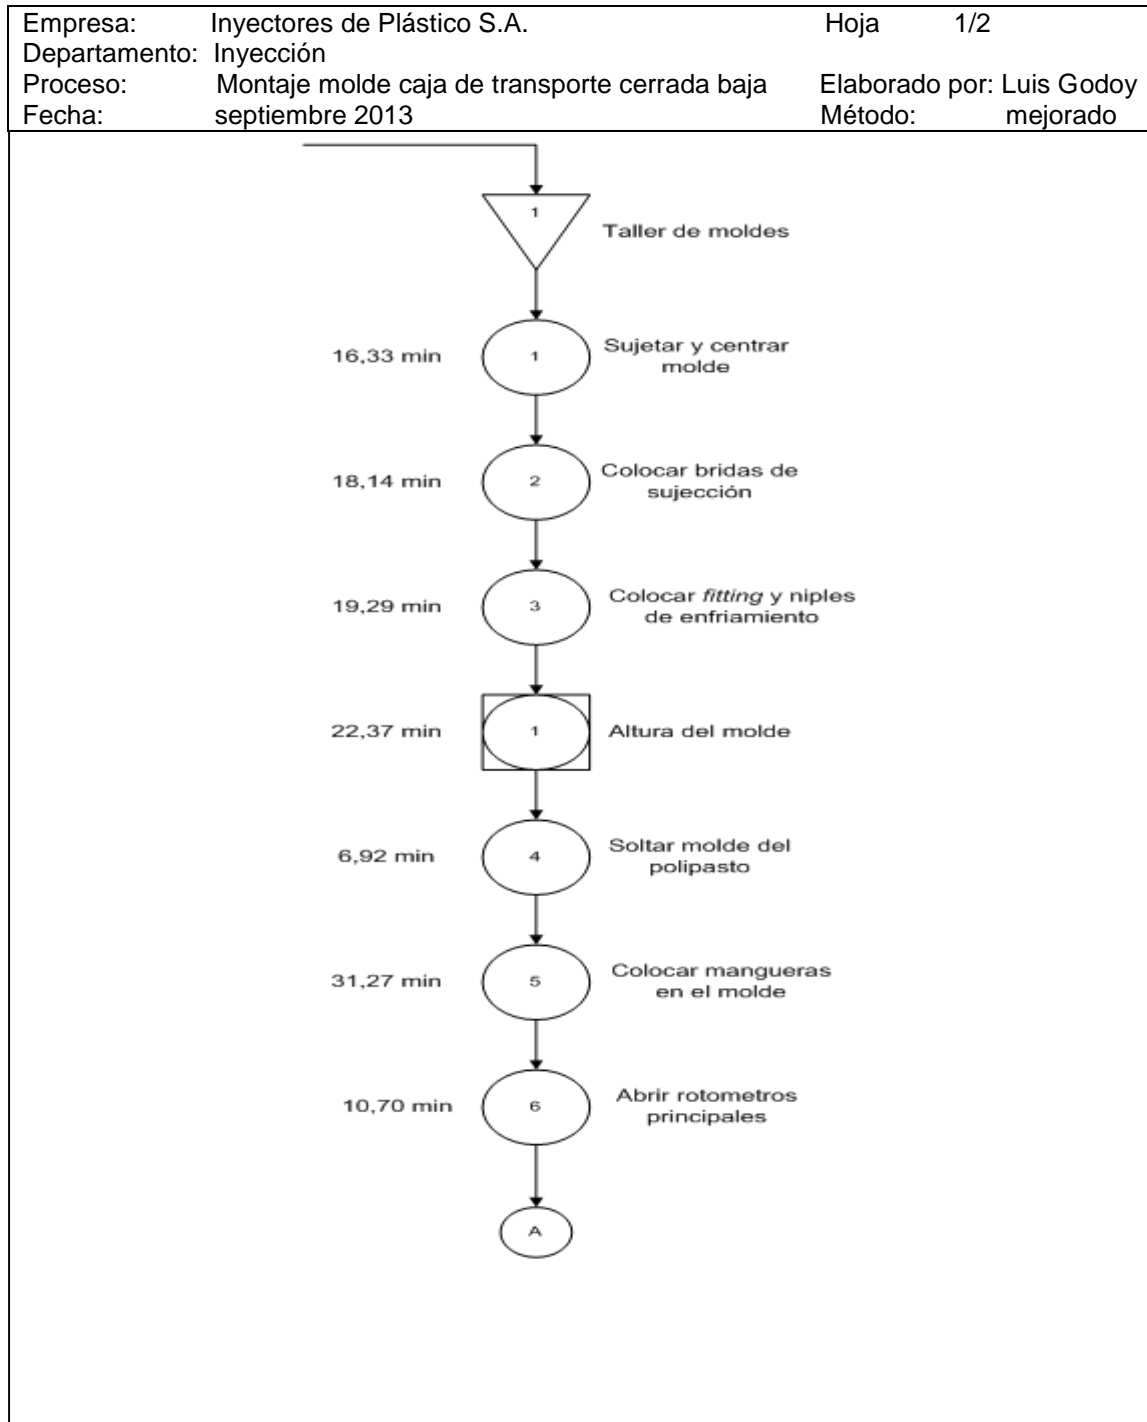 Empresa: Inyectores de Plástico S.A. Hoja 1/2
Departamento: Inyección
Proceso: Montaje molde caja de transporte cerrada baja Elaborado por: Luis Godoy
Fecha: septiembre 2013 Método: mejorado
1
Taller de moldes
16,33 min
1
Sujetar y centrar
molde
18,14 min
2
Colocar bridas de
sujección
19,29 min
3
Colocar fitting y niples
de enfriamiento
22,37 min
1
Altura del molde
6,92 min
4
Soltar molde del
polipasto
31,27 min
5
Colocar mangueras
en el molde
10,70 min
6
Abrir rotometros
principales
A